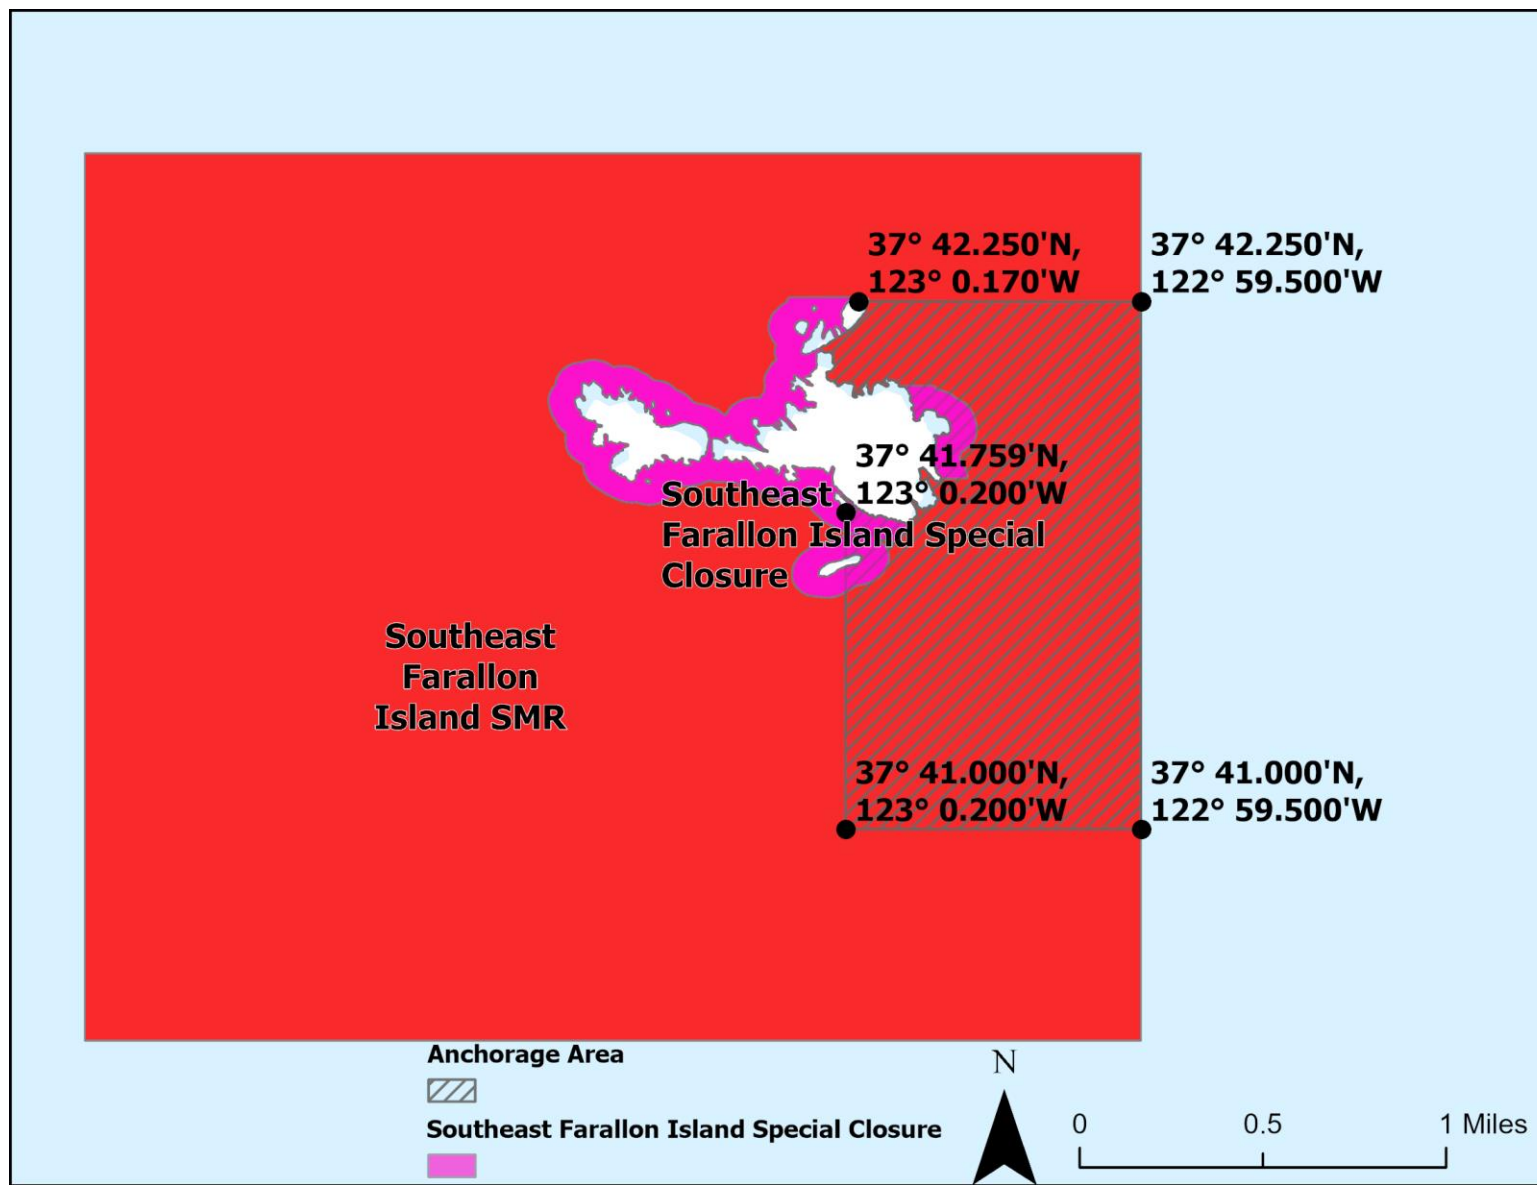 37° 42.250'N,
123° 0.170'W
37° 42.250'N,
122° 59.500'W
37° 41.759'N,
123° 0.200'W
Southeast
Farallon Island Special
Closure
Southeast
Farallon
Island SMR
37° 41.000'N,
123° 0.200'W
37° 41.000'N,
122° 59.500'W
Anchorage Area
Southeast Farallon Island Special Closure
N
0 0.5 1 Miles